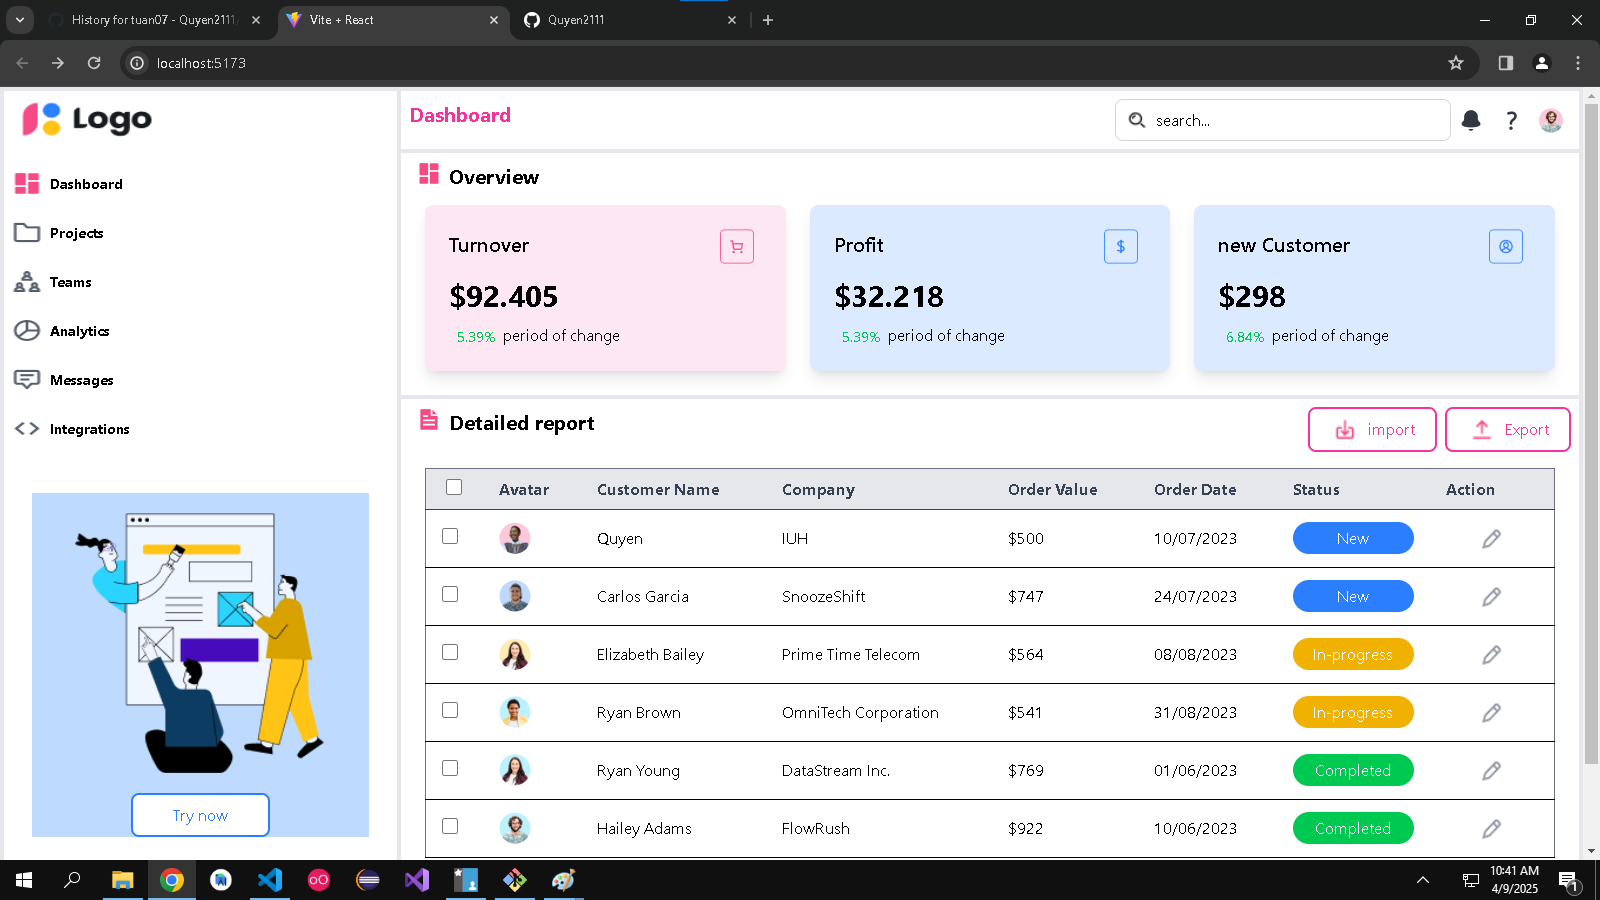 History for tuan07 - Quyen2111/
Vite + React
Quyen2111
localhost:5173
Logo
Dashboard
search...
?
Dashboard
Projects
Teams
Analytics
Messages
Integrations
Try now
Overview
Turnover
$92.405
5.39% period of change
Profit
$
$32.218
5.39% period of change
new Customer
$298
6.84% period of change
Detailed report
import
Export
Avatar Customer Name Company Order Value Order Date Status Action
Quyen IUH $500 10/07/2023 New
Carlos Garcia SnoozeShift $747 24/07/2023 New
Elizabeth Bailey Prime Time Telecom $564 08/08/2023 In-progress
Ryan Brown OmniTech Corporation $541 31/08/2023 In-progress
Ryan Young DataStream Inc. $769 01/06/2023 Completed
Hailey Adams FlowRush $922 10/06/2023 Completed
10:41 AM
4/9/2025
1